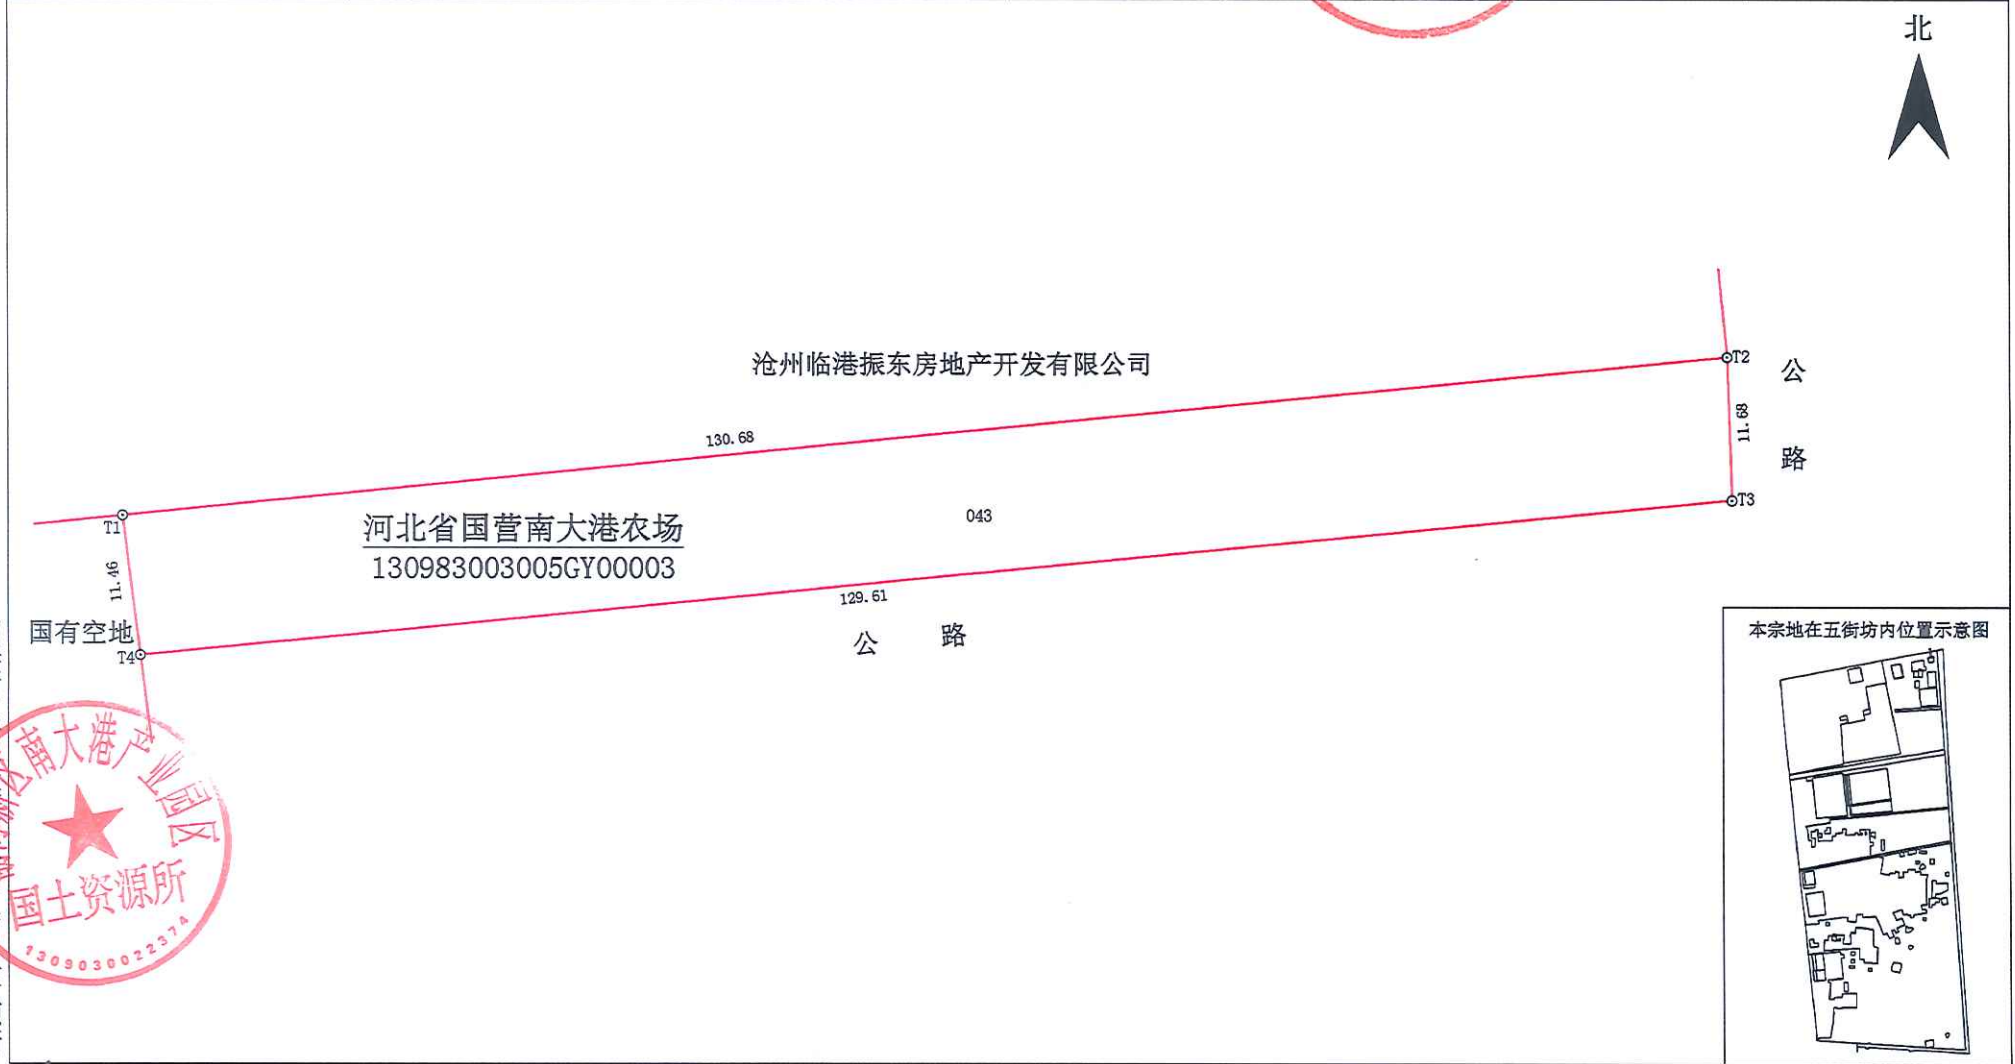 北
沧州临港振东房地产开发有限公司
T2
公
路
11.68
130.68
T3
T1
河北省国营南大港农场
043
130983003005GY00003
11.46
129.61
国有空地
T4
公 路
本宗地在五街坊内位置示意图
区南大港产业园区
国土资源所
1309030022374